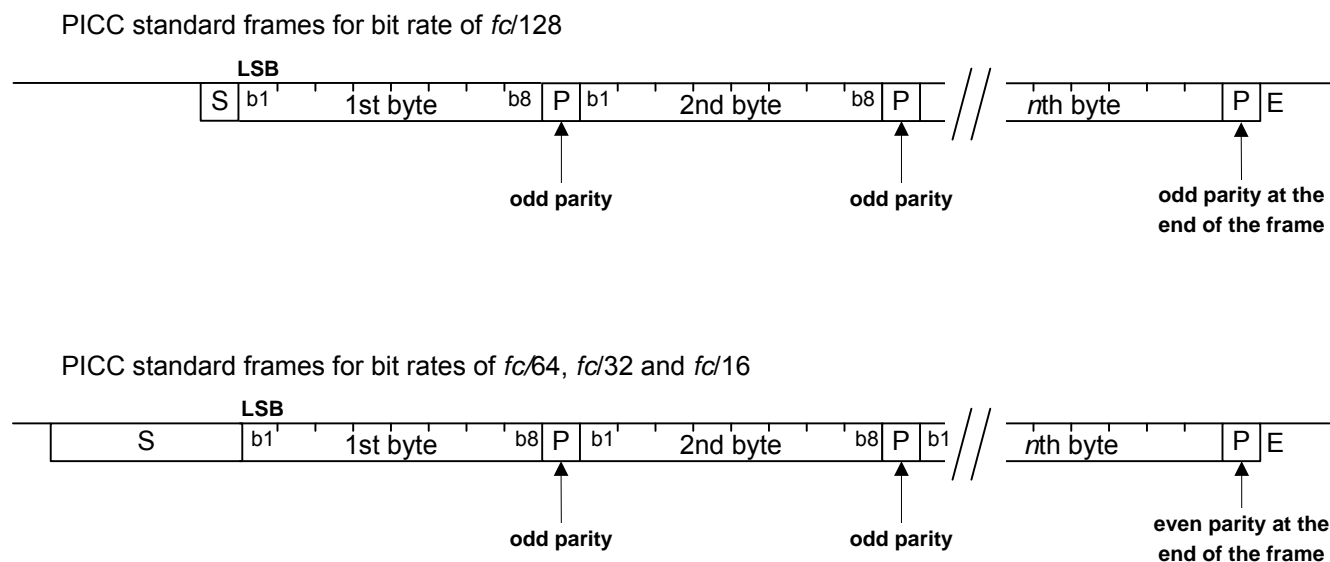 PICC standard frames for bit rate of fc/128
LSB
S b1 1st byte b8 P b1 2nd byte b8 P nth byte P E
odd parity odd parity odd parity at the
end of the frame
PICC standard frames for bit rates of fc/64, fc/32 and fc/16
LSB
S b1 1st byte b8 P b1 2nd byte b8 P b1 nth byte P E
odd parity odd parity even parity at the
end of the frame